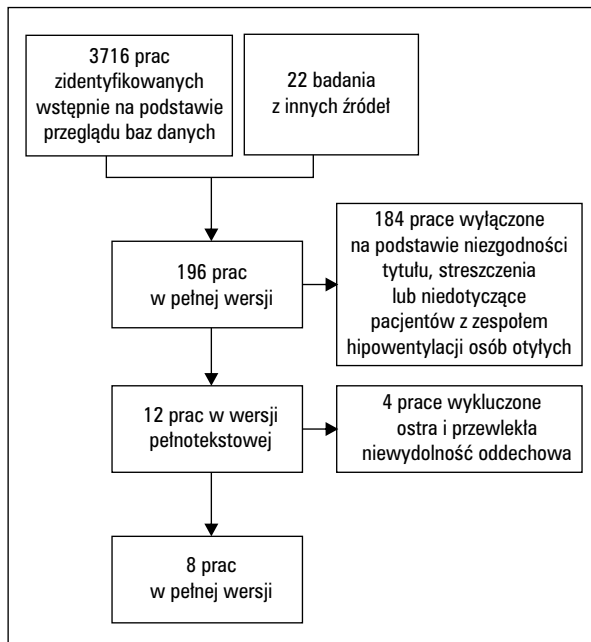 3716 prac
zidentyfikowanych
wstępnie na podstawie
przeglądu baz danych
22 badania
z innych źródeł
196 prac
w pełnej wersji
184 prace wyłączone
na podstawie niezgodności
tytułu, streszczenia
lub niedotyczące
pacjentów z zespołem
hipowentylacji osób otyłych
12 prac w wersji
pełnotekstowej
4 prace wykluczone
ostra i przewlekła
niewydolność oddechowa
8 prac
w pełnej wersji